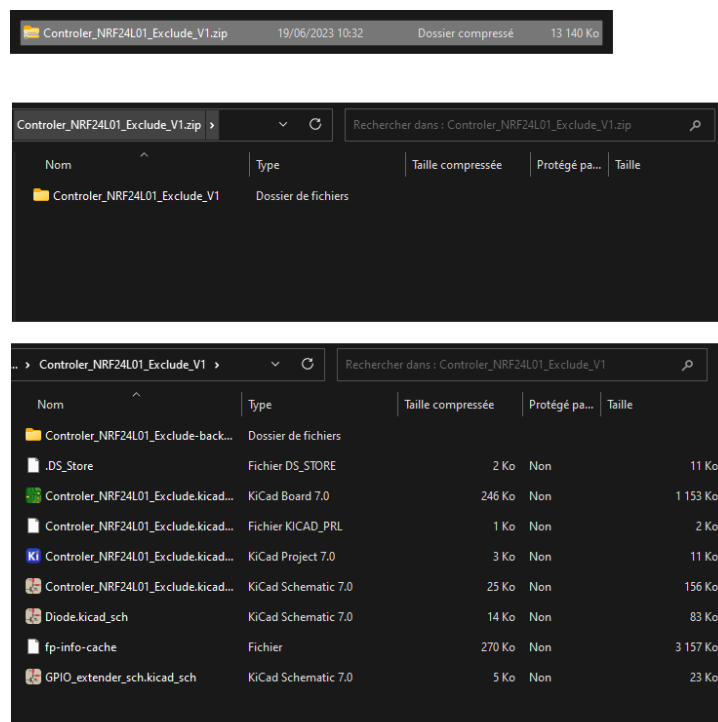 Controler_NRF24L01_Exclude_V1.zip 19/06/2023 10:32 Dossier compressé 13 140 Ko
Controler_NRF24L01_Exclude_V1.zip > Rechercher dans : Controler_NRF24L01_Exclude_V1.zip
Nom Type Taille compressée Protégé pa... Taille
Controler_NRF24L01_Exclude_V1 Dossier de fichiers
.. > Controler_NRF24L01_Exclude_V1 > Rechercher dans : Controler_NRF24L01_Exclude_V1
Nom Type Taille compressée Protégé pa... Taille
Controler_NRF24L01_Exclude-back... Dossier de fichiers
.DS_Store Fichier DS_STORE 2 Ko Non 11 Ko
Controler_NRF24L01_Exclude.kicad... KiCad Board 7.0 246 Ko Non 1 153 Ko
Controler_NRF24L01_Exclude.kicad... Fichier KICAD_PRL 1 Ko Non 2 Ko
Ki Controler_NRF24L01_Exclude.kicad... KiCad Project 7.0 3 Ko Non 11 Ko
Controler_NRF24L01_Exclude.kicad... KiCad Schematic 7.0 25 Ko Non 156 Ko
Diode.kicad_sch KiCad Schematic 7.0 14 Ko Non 83 Ko
fp-info-cache Fichier 270 Ko Non 3 157 Ko
GPIO_extender_sch.kicad_sch KiCad Schematic 7.0 5 Ko Non 23 Ko